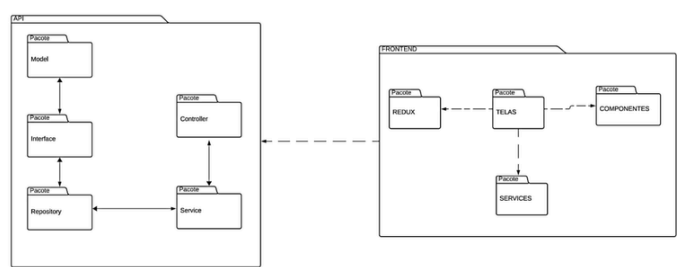 API
Pacote
Model
Pacote
Interface
Pacote
Repository
Pacote
Controller
Pacote
Service
FRONTEND
Pacote
REDUX
Pacote
TELAS
Pacote
COMPONENTES
Pacote
SERVICES